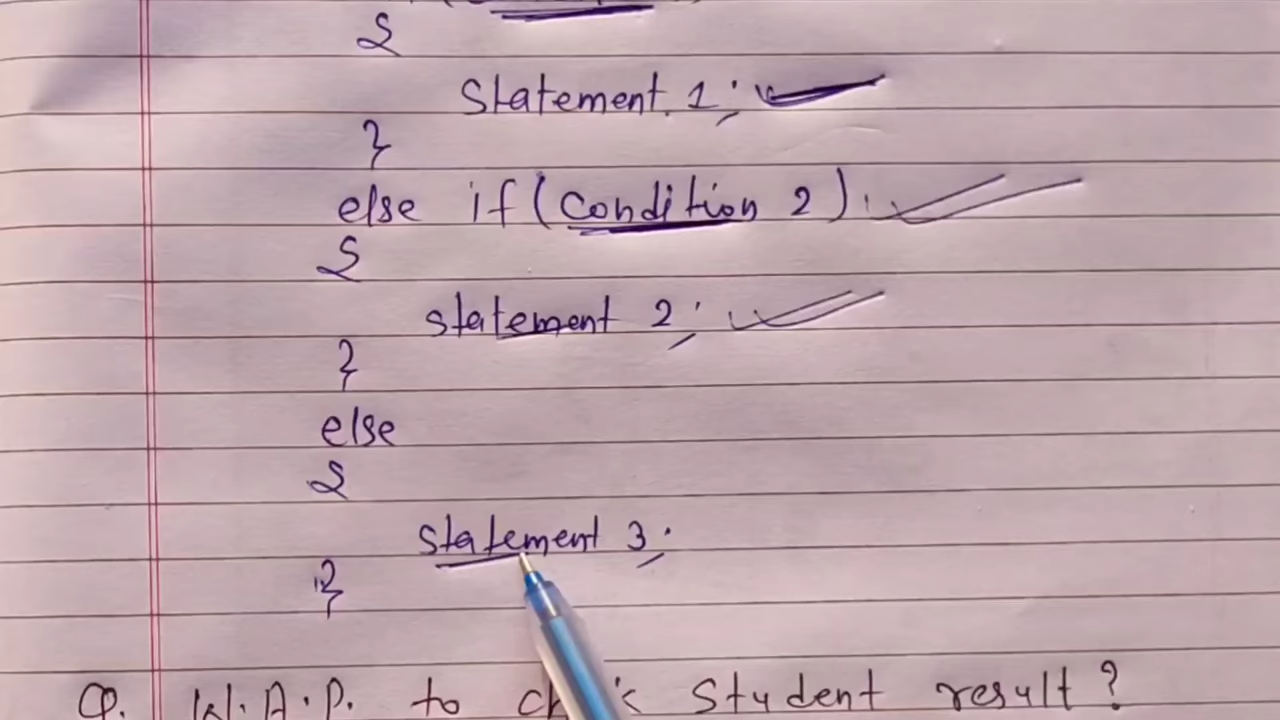 {
Statement 1;
}
else if (Condition 2)
{
statement 2;
}
else
{
statement 3;
}
Q. W.A.P. to Student result?